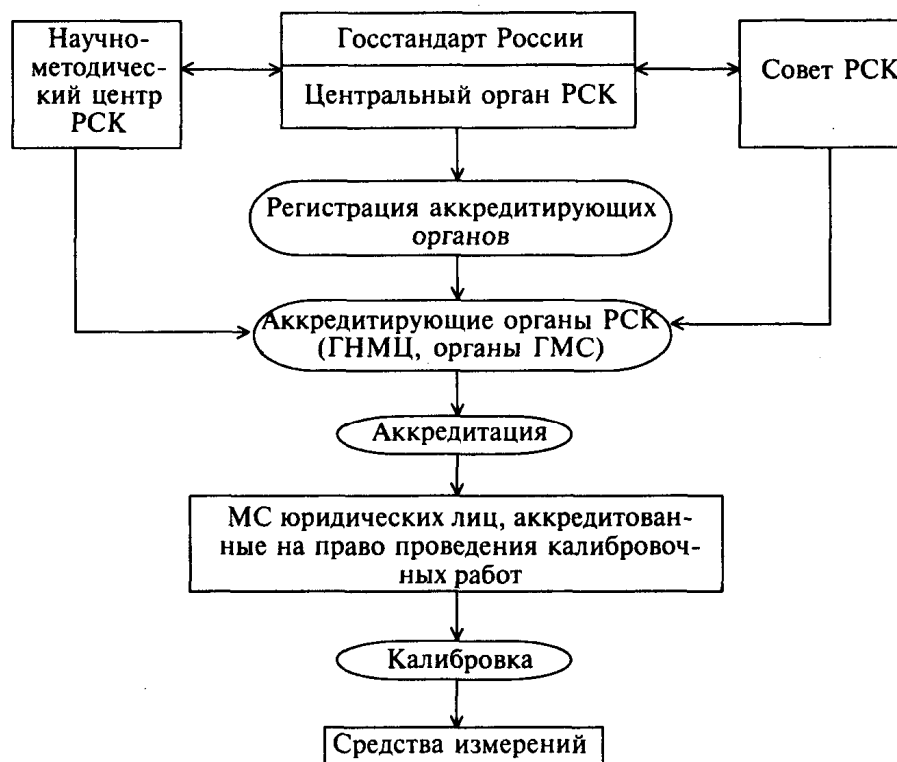 Научно-
методичес-
кий центр
РСК
Госстандарт России
Центральный орган РСК
Совет РСК
Регистрация аккредитирующих
органов
Аккредитирующие органы РСК
(ГНМЦ, органы ГМС)
Аккредитация
МС юридических лиц, аккредитован-
ные на право проведения калибровоч-
ных работ
Калибровка
Средства измерений